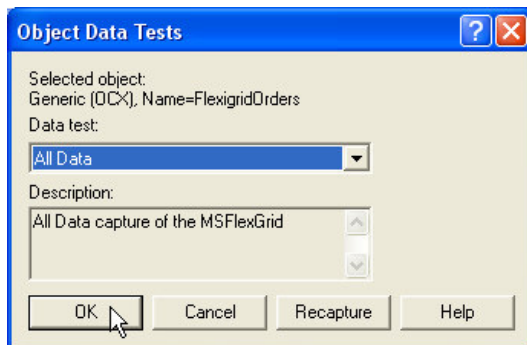 Object Data Tests
Selected object:
Generic (OCX), Name=FlexigridOrders
Data test:
All Data
Description:
All Data capture of the MSFlexGrid
OK Cancel Recapture Help